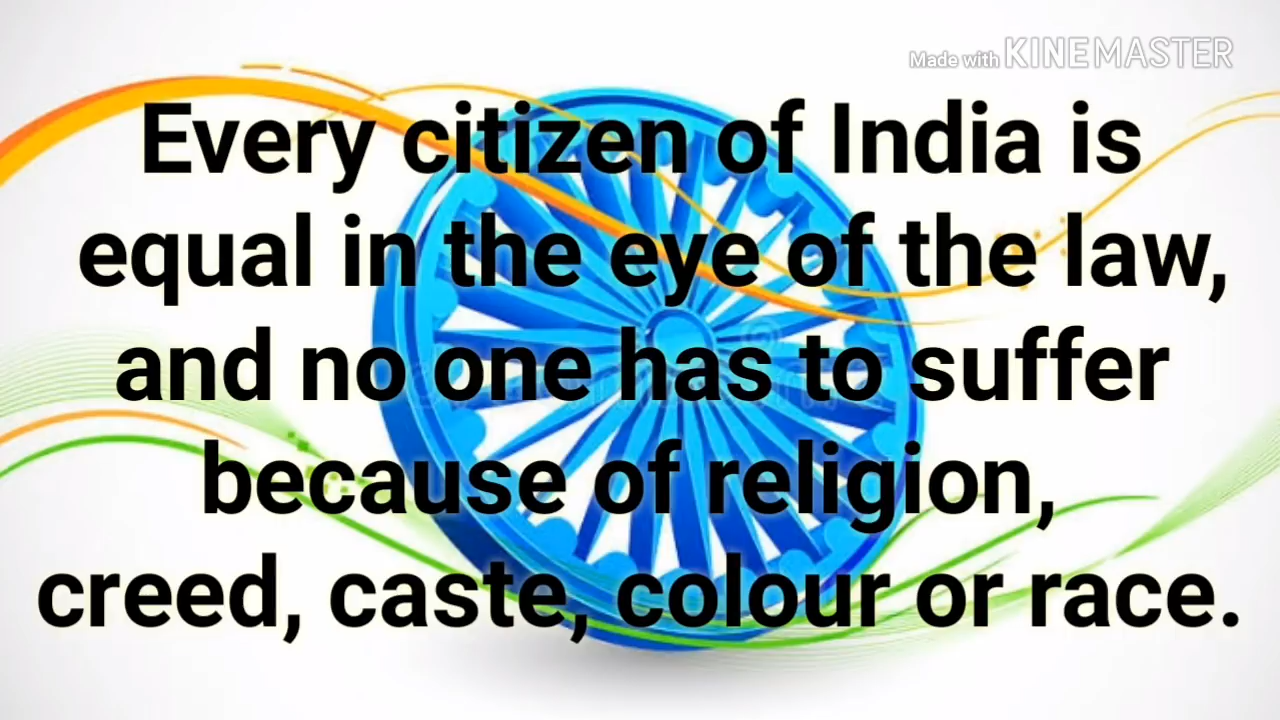 Made with KINEMASTER
Every citizen of India is
equal in the eye of the law,
and no one has to suffer
because of religion,
creed, caste, colour or race.